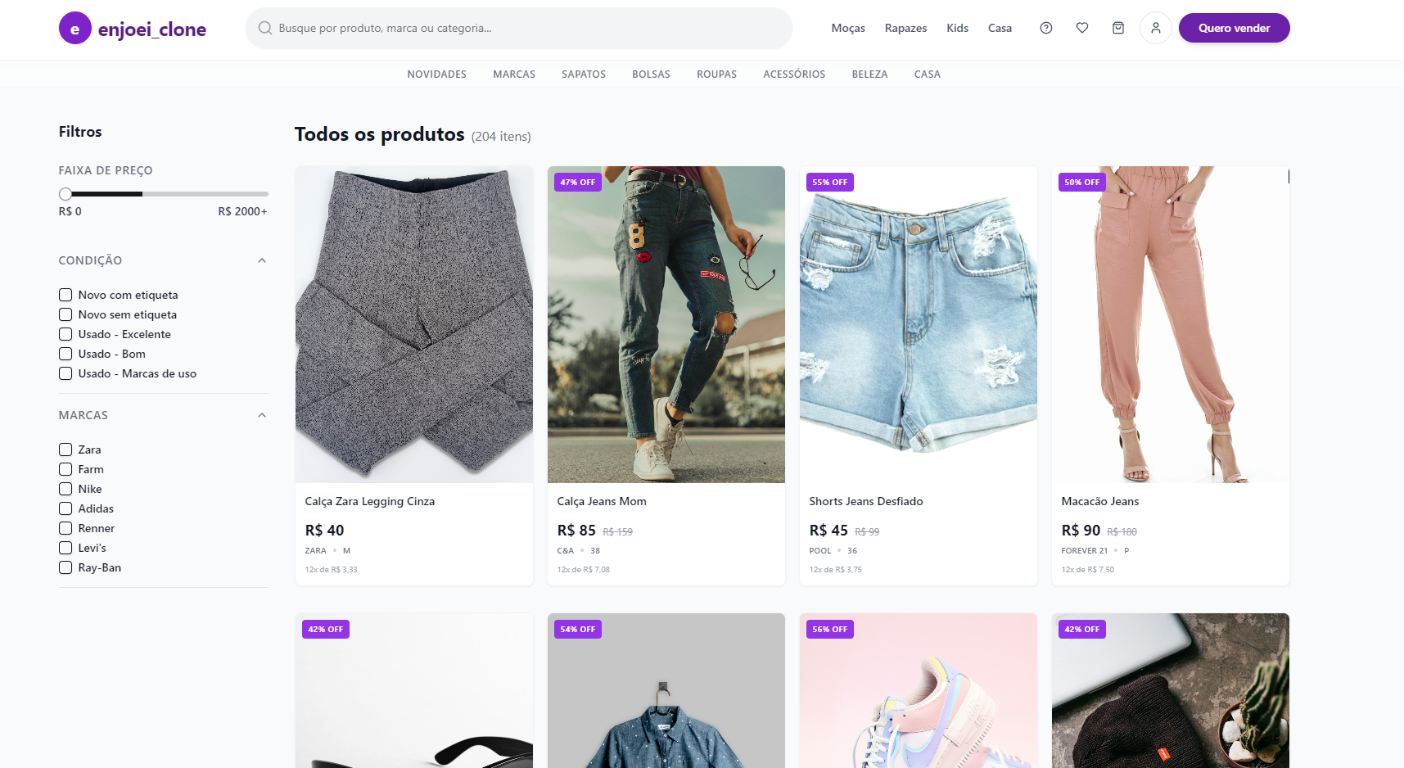 e enjoei_clone
Busque por produto, marca ou categoria...
Moças Rapazes Kids Casa
Quero vender
NOVIDADES MARCAS SAPATOS BOLSAS ROUPAS ACESSÓRIOS BELEZA CASA
Filtros
FAIXA DE PREÇO
R$ 0 R$ 2000+
CONDIÇÃO
Novo com etiqueta
Novo sem etiqueta
Usado - Excelente
Usado - Bom
Usado - Marcas de uso
MARCAS
Zara
Farm
Nike
Adidas
Renner
Levi's
Ray-Ban
Todos os produtos (204 itens)
Calça Zara Legging Cinza
R$ 40
ZARA • M
12x de R$ 3,33
47% OFF
Calça Jeans Mom
R$ 85 R$ 159
C&A • 38
12x de R$ 7,08
55% OFF
Shorts Jeans Desfiado
R$ 45 R$ 99
POOL • 36
12x de R$ 3,75
50% OFF
Macacão Jeans
R$ 90 R$ 180
FOREVER 21 • P
12x de R$ 7,50
42% OFF
54% OFF
56% OFF
42% OFF